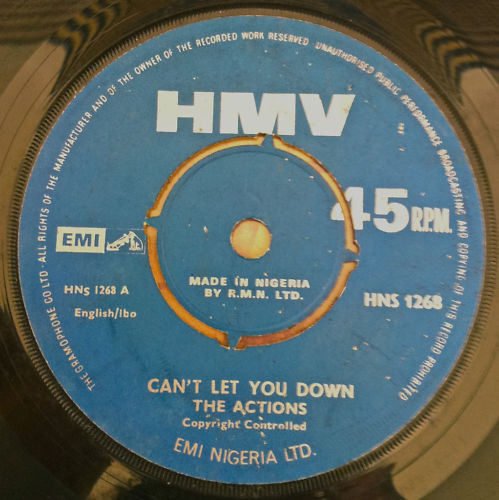 ALL RIGHTS OF THE MANUFACTURER AND OF THE OWNER OF THE RECORDED WORK RESERVED UNAUTHORISED PUBLIC PERFORMANCE BROADCASTING AND COPYING OF THIS RECORD PROHIBITED
THE GRAMOPHONE CO LTD -
HMV
45 R.P.M.
EMI
MADE IN NIGERIA
BY R.M.N. LTD.
HNS 1268 A
HNS 1268
English/Ibo
CAN'T LET YOU DOWN
THE ACTIONS
Copyright Controlled
EMI NIGERIA LTD.